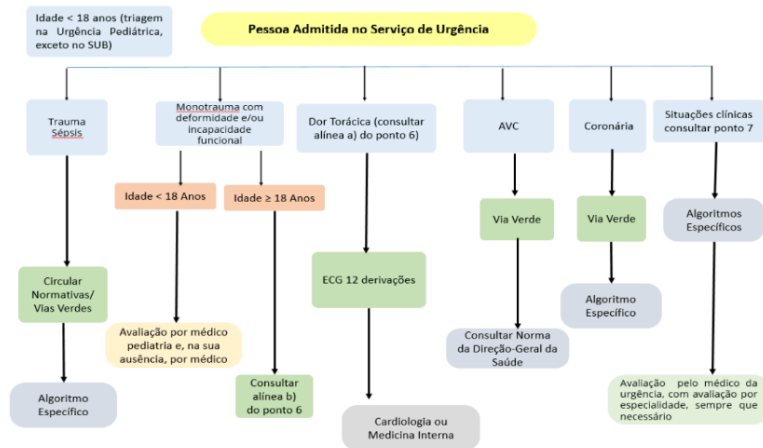 Idade < 18 anos (triagem
na Urgência Pediátrica,
exceto no SUB)
Pessoa Admitida no Serviço de Urgência
Trauma
Sépsis
Monotrauma com
deformidade e/ou
incapacidade
funcional
Dor Torácica (consultar
alínea a) do ponto 6)
AVC
Coronária
Situações clínicas
consultar ponto 7
Idade < 18 Anos
Idade ≥ 18 Anos
Via Verde
Via Verde
Algoritmos
Específicos
Circular
Normativas/
Vias Verdes
ECG 12 derivações
Algoritmo
Específico
Avaliação por médico
pediatria e, na sua
ausência, por médico
Consultar Norma
da Direção-Geral da
Saúde
Algoritmo
Específico
Consultar
alínea b)
do ponto 6
Cardiologia ou
Medicina Interna
Avaliação pelo médico da
urgência, com avaliação por
especialidade, sempre que
necessário